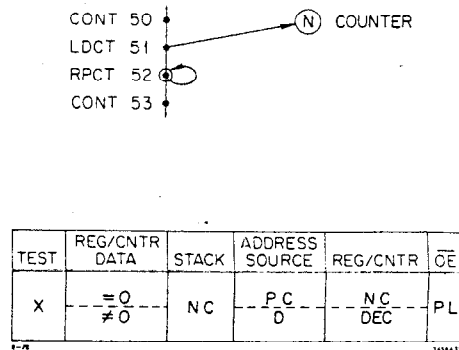 CONT 50
N COUNTER
LDCT 51
RPCT 52
CONT 53
TEST REG/CNTR DATA STACK ADDRESS SOURCE REG/CNTR OE
X =0 NC PC NC PL
≠0 D DEC